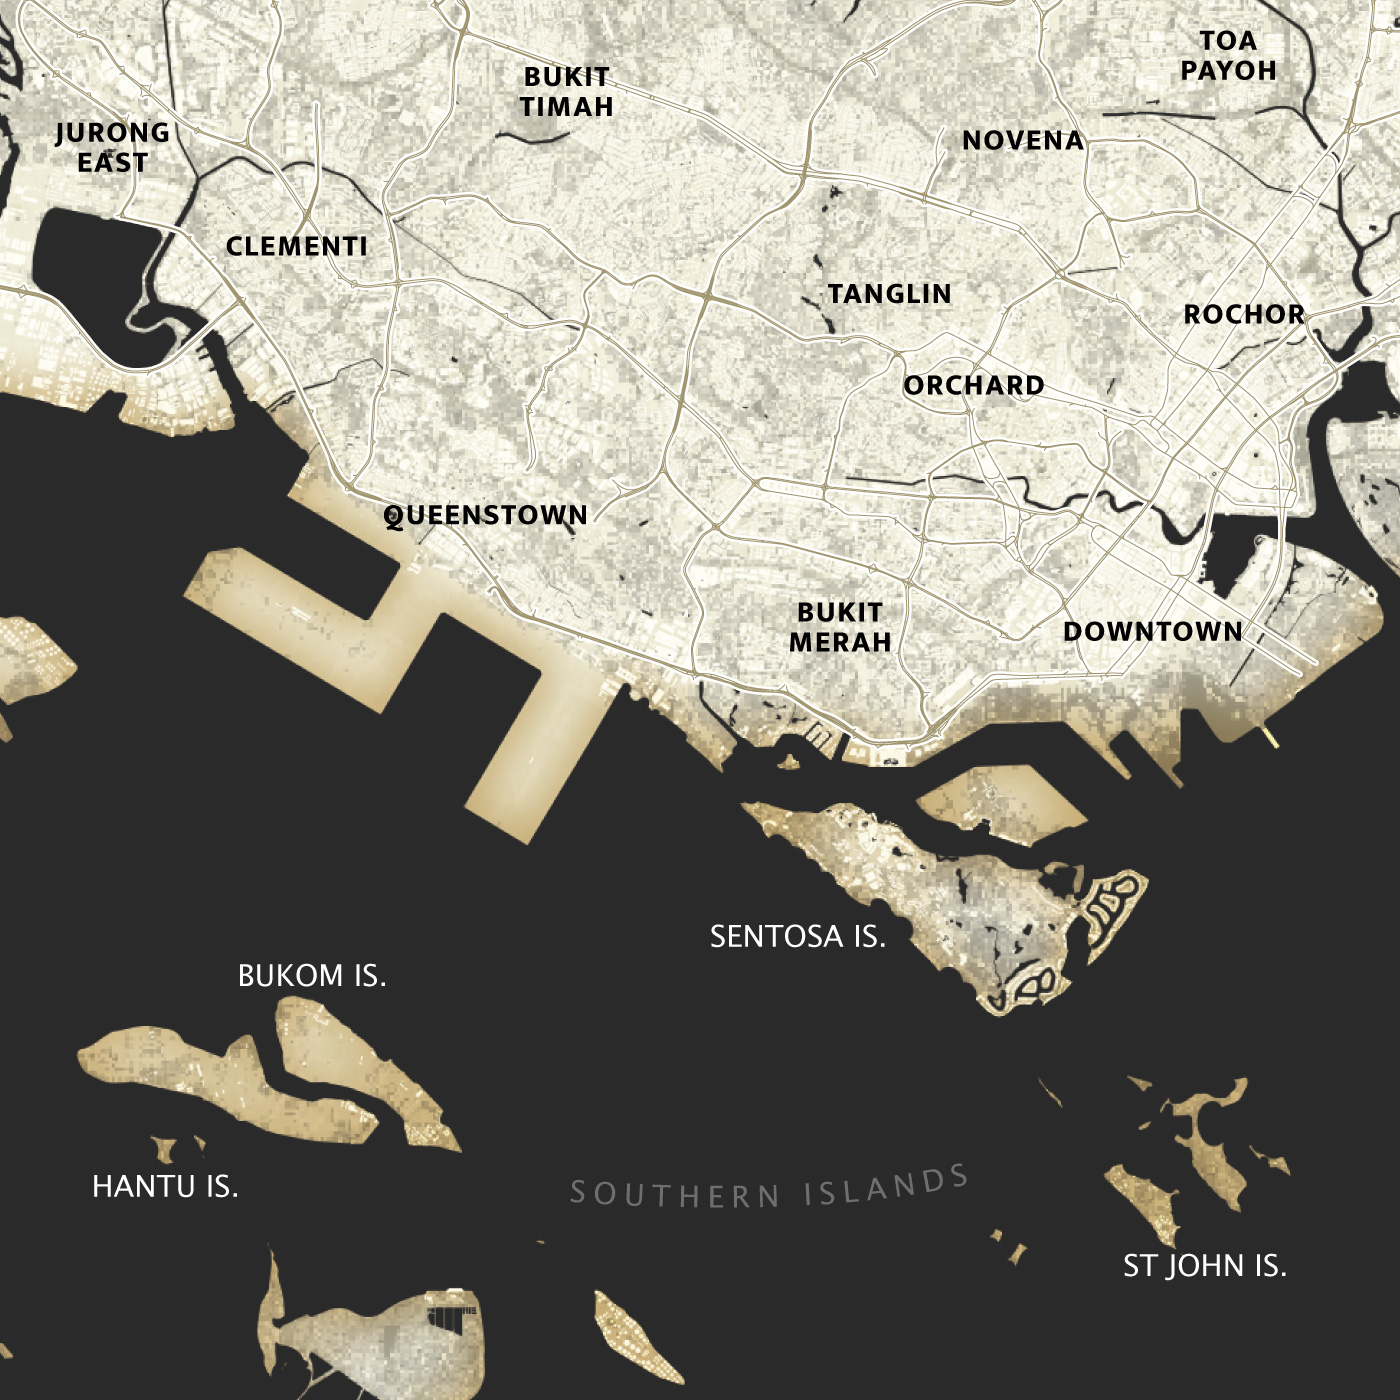 TOA
PAYOH
BUKIT
TIMAH
JURONG
EAST
NOVENA
CLEMENTI
TANGLIN
ROCHOR
ORCHARD
QUEENSTOWN
BUKIT
MERAH
DOWNTOWN
SENTOSA IS.
BUKOM IS.
HANTU IS.
SOUTHERN ISLANDS
ST JOHN IS.